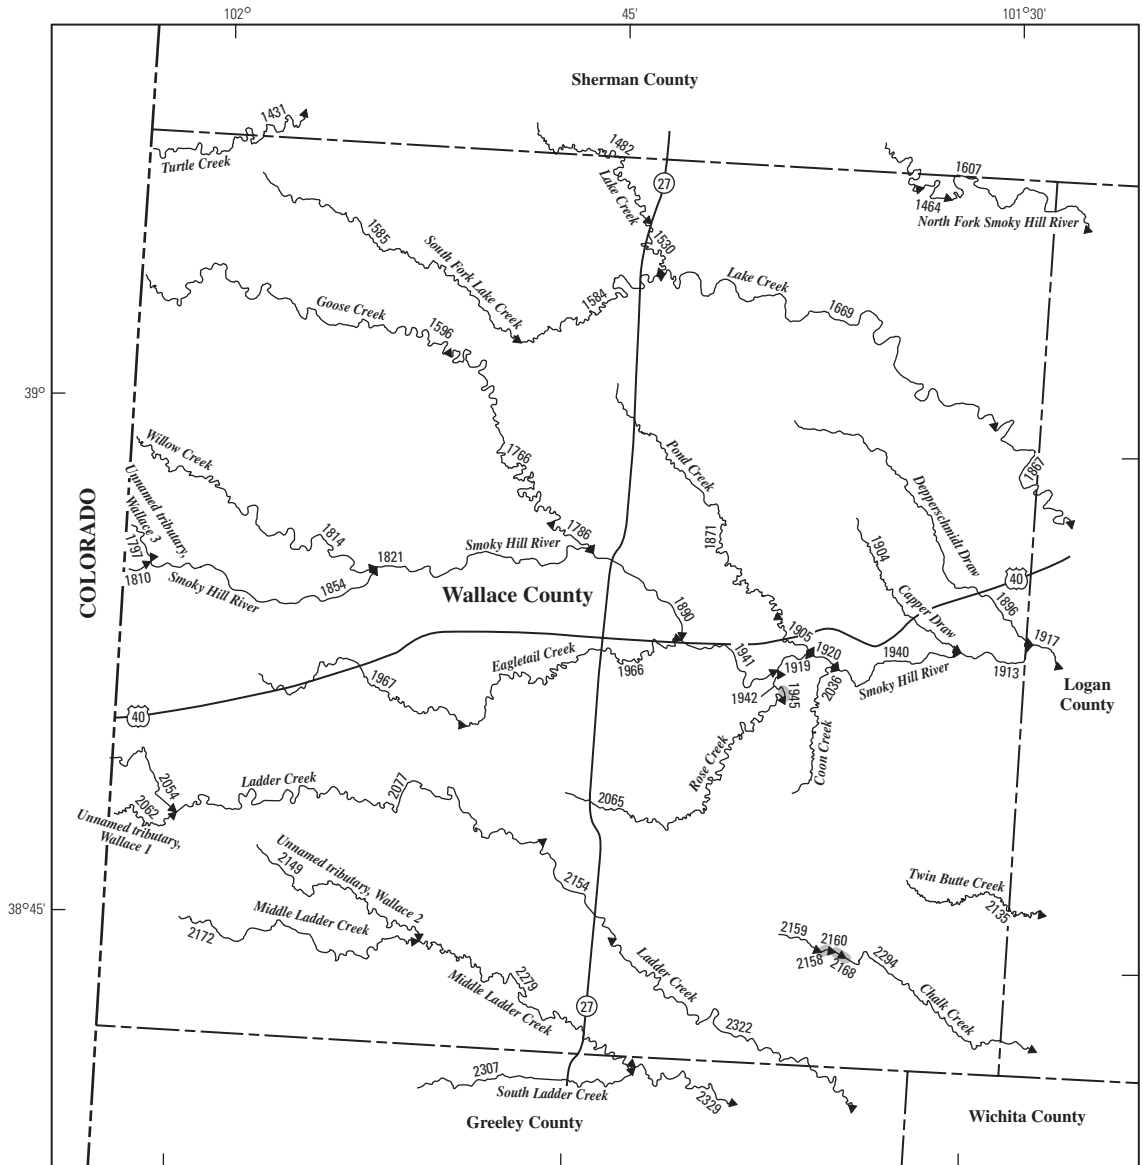 102°
45'
101°30'
Sherman County
1431
Turtle Creek
1482
Lake Creek
27
1607
1464
North Fork Smoky Hill River
1585
South Fork Lake Creek
1530
Lake Creek
1584
1669
Goose Creek
1596
39°
Willow Creek
1766
Pond Creek
1867
Unnamed tributary,
Wallace 3
1797
1810
1814
1786
1871
Depperschmidt Draw
1904
COLORADO
Smoky Hill River
1821
Smoky Hill River
1854
Wallace County
40
1890
Capper Draw
1896
1905
1920
1917
1941
1940
1919
1913
Eagletail Creek
1966
1942
1945
2036
Smoky Hill River
Logan
County
1967
40
Rose Creek
Coon Creek
2054
2062
Ladder Creek
2077
2065
Unnamed tributary,
Wallace 1
Unnamed tributary, Wallace 2
2149
2154
Twin Butte Creek
2135
38°45'
Middle Ladder Creek
2172
2159
2160
2158
2168
2294
Ladder Creek
Middle Ladder Creek
2279
Chalk Creek
27
2322
2307
South Ladder Creek
2329
Greeley County
Wichita County